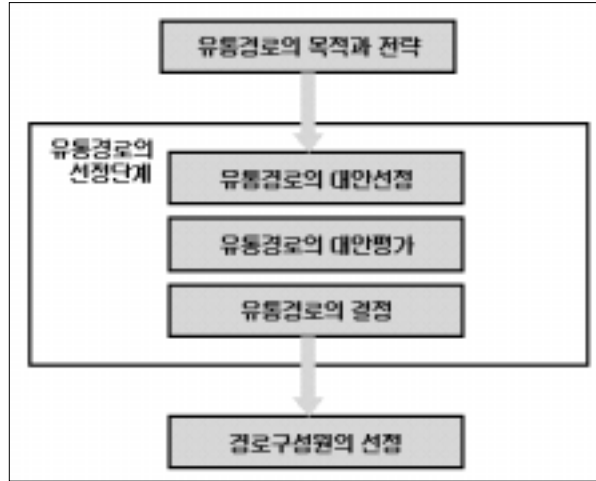 유통경로의 목적과 전략
유통경로의
선정단계
유통경로의 대안선정
유통경로의 대안평가
유통경로의 결정
경로구성원의 선정